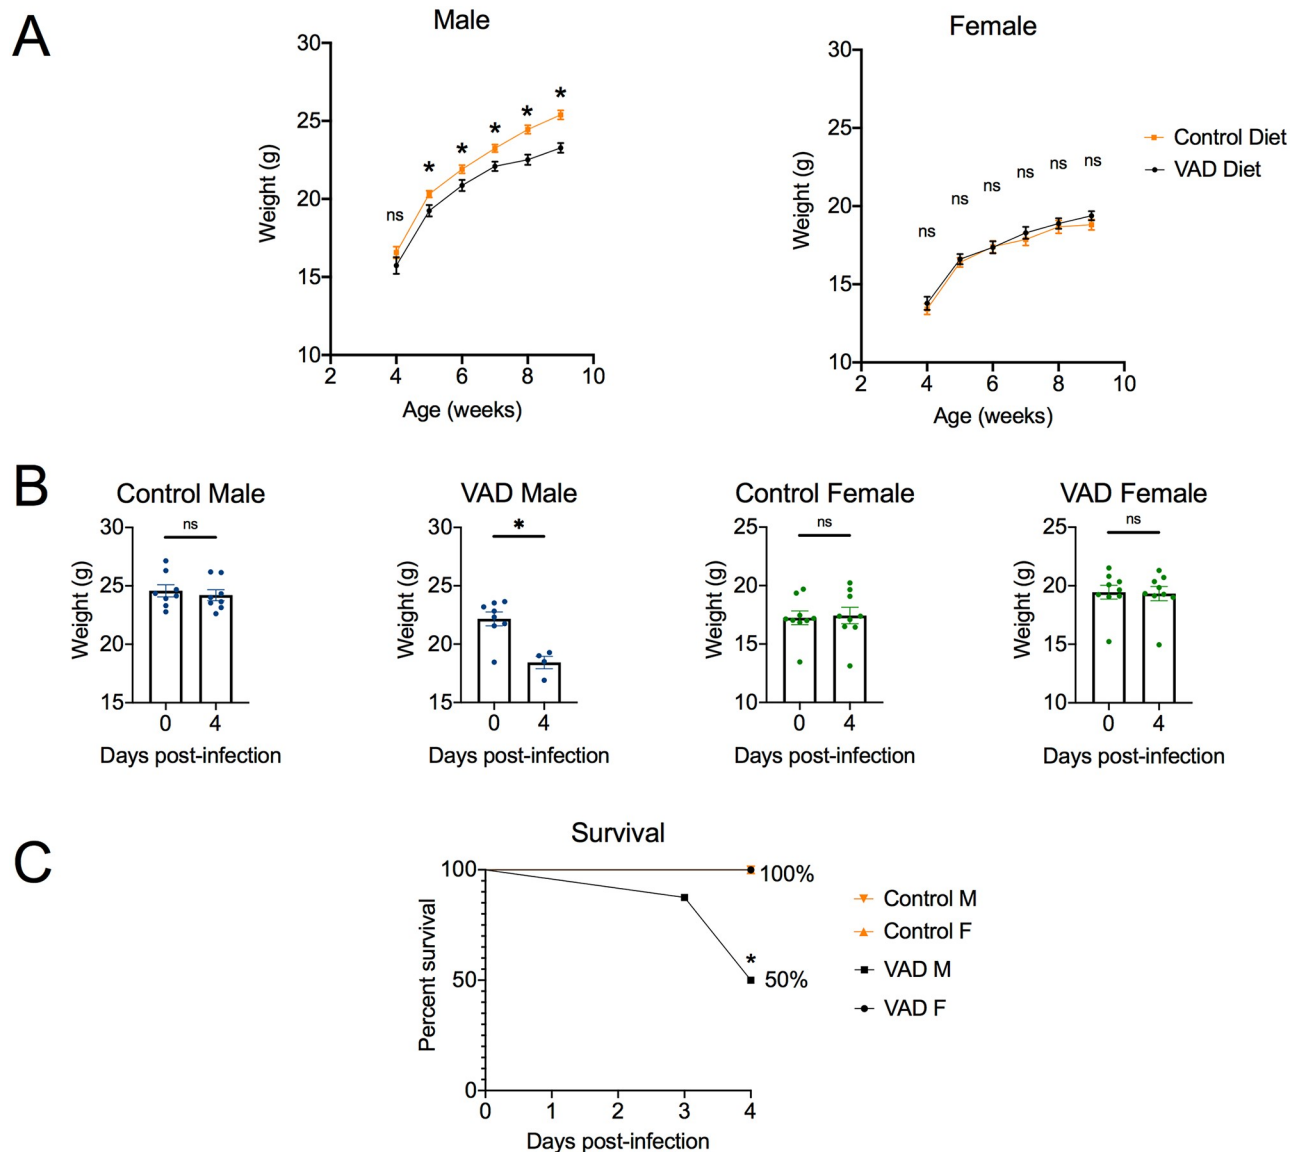 A
Male
Female
30
25
20
15
10
2
4
6
8
10
Weight (g)
Age (weeks)
ns
*
*
*
*
*
30
25
20
15
10
2
4
6
8
10
Weight (g)
Age (weeks)
ns
ns
ns
ns
ns
ns
Control Diet
VAD Diet
B
Control Male
30
25
20
15
Weight (g)
ns
0
4
Days post-infection
VAD Male
30
25
20
15
Weight (g)
*
0
4
Days post-infection
Control Female
25
20
15
10
Weight (g)
ns
0
4
Days post-infection
VAD Female
25
20
15
10
Weight (g)
ns
0
4
Days post-infection
C
Survival
100
50
0
Percent survival
0
1
2
3
4
Days post-infection
100%
*
50%
Control M
Control F
VAD M
VAD F